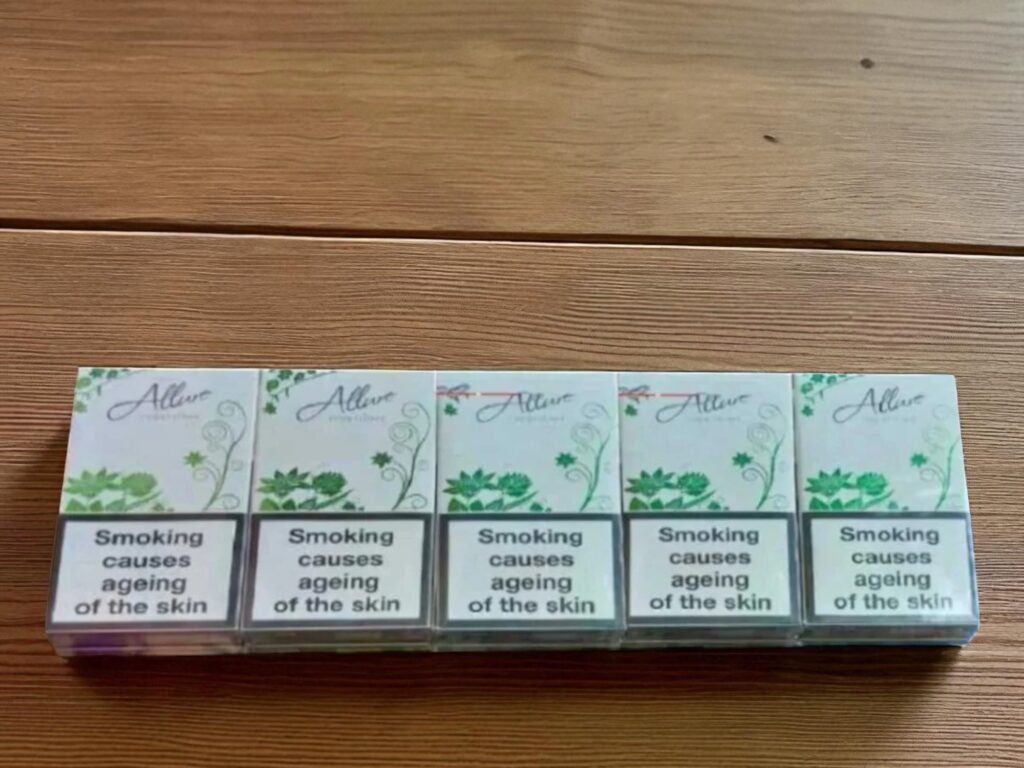 Allure
Smoking
causes
ageing
of the skin
Allure
Smoking
causes
ageing
of the skin
Allure
Smoking
causes
ageing
of the skin
Allure
Smoking
causes
ageing
of the skin
Allure
Smoking
causes
ageing
of the skin